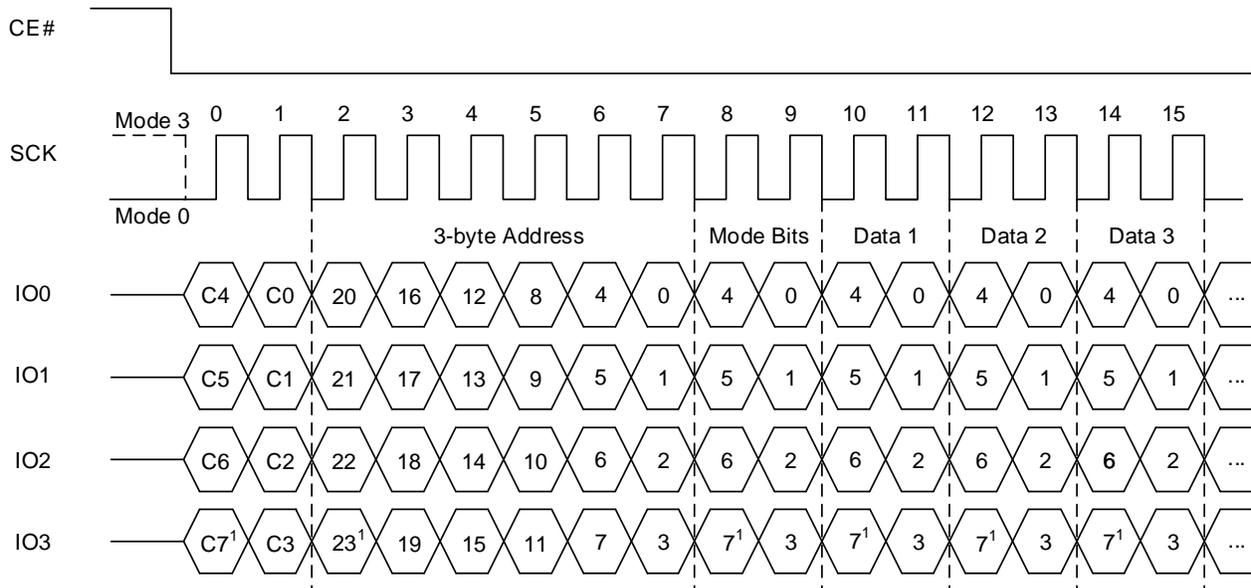 CE#
0 1 2 3 4 5 6 7 8 9 10 11 12 13 14 15
Mode 3
SCK
Mode 0
3-byte Address Mode Bits Data 1 Data 2 Data 3
IO0 C4 C0 20 16 12 8 4 0 4 0 4 0 4 0 4 0 ...
IO1 C5 C1 21 17 13 9 5 1 5 1 5 1 5 1 5 1 ...
IO2 C6 C2 22 18 14 10 6 2 6 2 6 2 6 2 6 2 ...
IO3 C7¹ C3 23¹ 19 15 11 7 3 7¹ 3 7¹ 3 7¹ 3 7¹ 3 ...